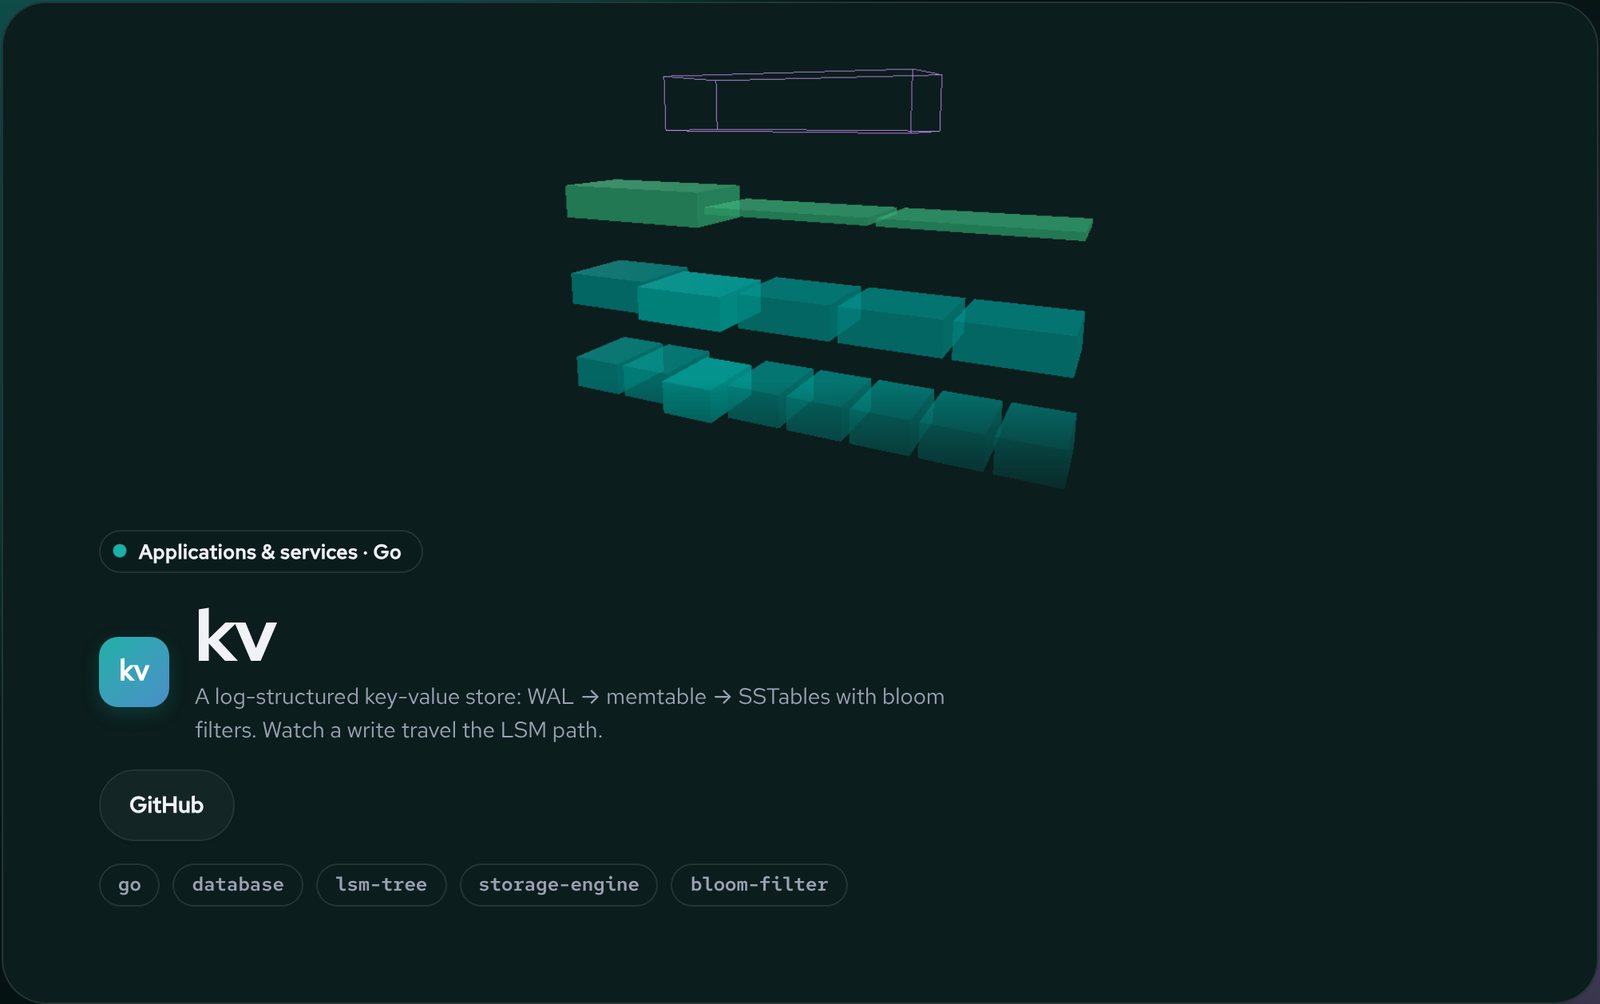 Applications & services · Go
kv
kv
A log-structured key-value store: WAL → memtable → SSTables with bloom
filters. Watch a write travel the LSM path.
GitHub
go
database
lsm-tree
storage-engine
bloom-filter